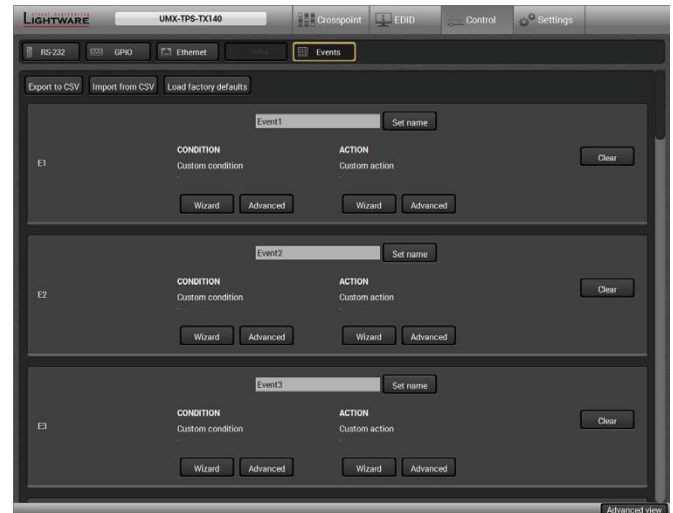 LIGHTWARE UMX-TPS-TX140 Crosspoint EDID Control Settings
RS-232 GPIO Ethernet Events
Export to CSV Import from CSV Load factory defaults
Event1 Set name
CONDITION ACTION
E1 Custom condition Custom action Clear
Wizard Advanced Wizard Advanced
Event2 Set name
CONDITION ACTION
E2 Custom condition Custom action Clear
Wizard Advanced Wizard Advanced
Event3 Set name
CONDITION ACTION
E3 Custom condition Custom action Clear
Wizard Advanced Wizard Advanced
Advanced view